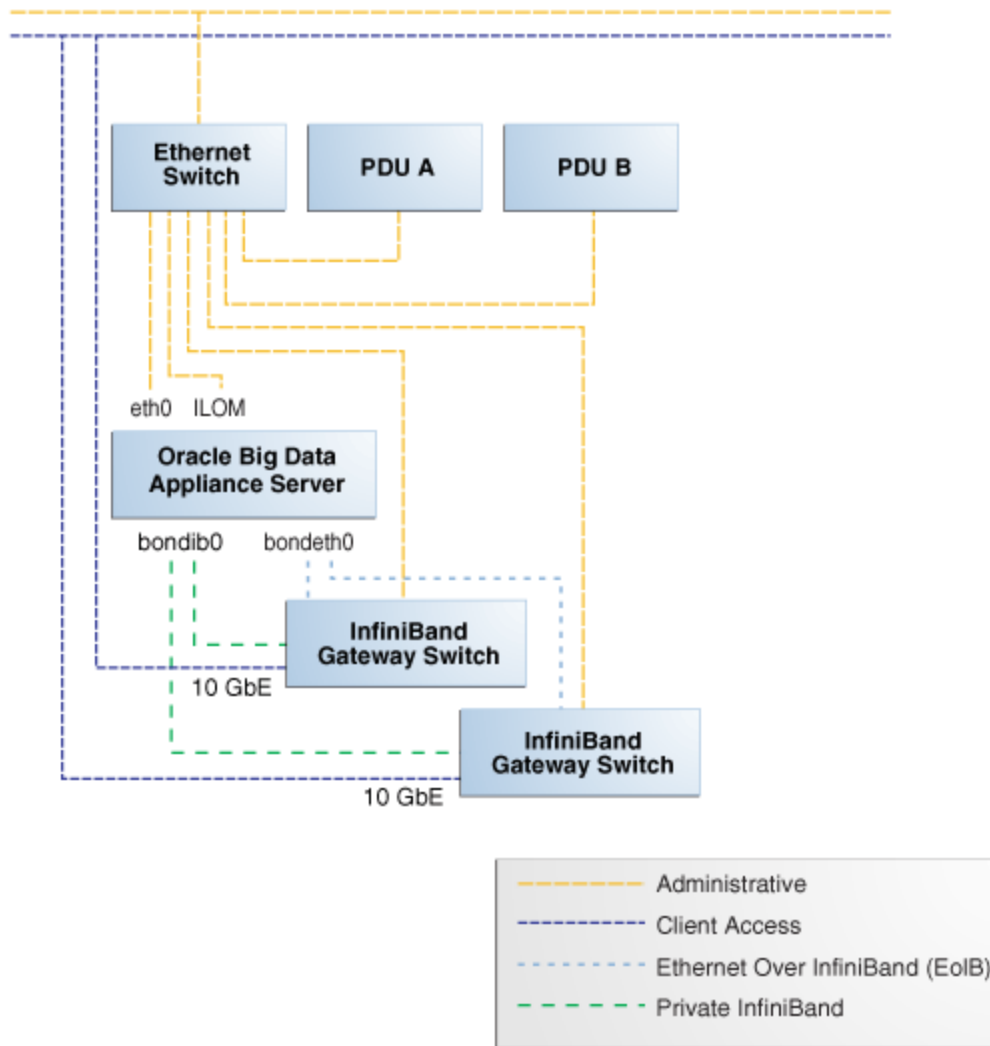 Ethernet
Switch
PDU A
PDU B
eth0
ILOM
Oracle Big Data
Appliance Server
bondib0
bondeth0
InfiniBand
Gateway Switch
10 GbE
InfiniBand
Gateway Switch
10 GbE
Administrative
Client Access
Ethernet Over InfiniBand (EoIB)
Private InfiniBand